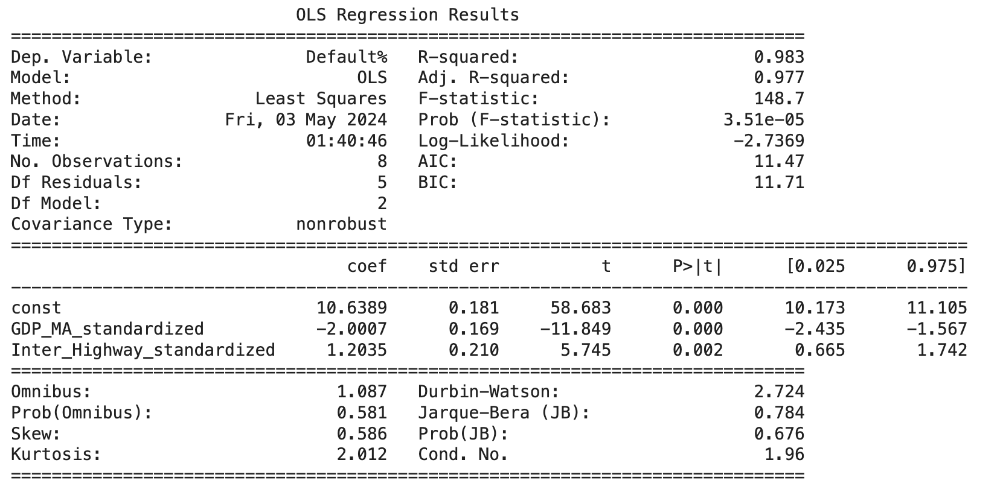 OLS Regression Results
==============================================================================
Dep. Variable:               Default%   R-squared:                       0.983
Model:                            OLS   Adj. R-squared:                  0.977
Method:                 Least Squares   F-statistic:                     148.7
Date:                Fri, 03 May 2024   Prob (F-statistic):           3.51e-05
Time:                        01:40:46   Log-Likelihood:                -2.7369
No. Observations:                   8   AIC:                             11.47
Df Residuals:                       5   BIC:                             11.71
Df Model:                           2
Covariance Type:            nonrobust
==============================================================================================
                                 coef    std err          t      P>|t|      [0.025      0.975]
----------------------------------------------------------------------------------------------
const                         10.6389      0.181     58.683      0.000      10.173      11.105
GDP_MA_standardized           -2.0007      0.169    -11.849      0.000      -2.435      -1.567
Inter_Highway_standardized     1.2035      0.210      5.745      0.002       0.665       1.742
==============================================================================
Omnibus:                        1.087   Durbin-Watson:                   2.724
Prob(Omnibus):                  0.581   Jarque-Bera (JB):                0.784
Skew:                           0.586   Prob(JB):                        0.676
Kurtosis:                       2.012   Cond. No.                         1.96
==============================================================================